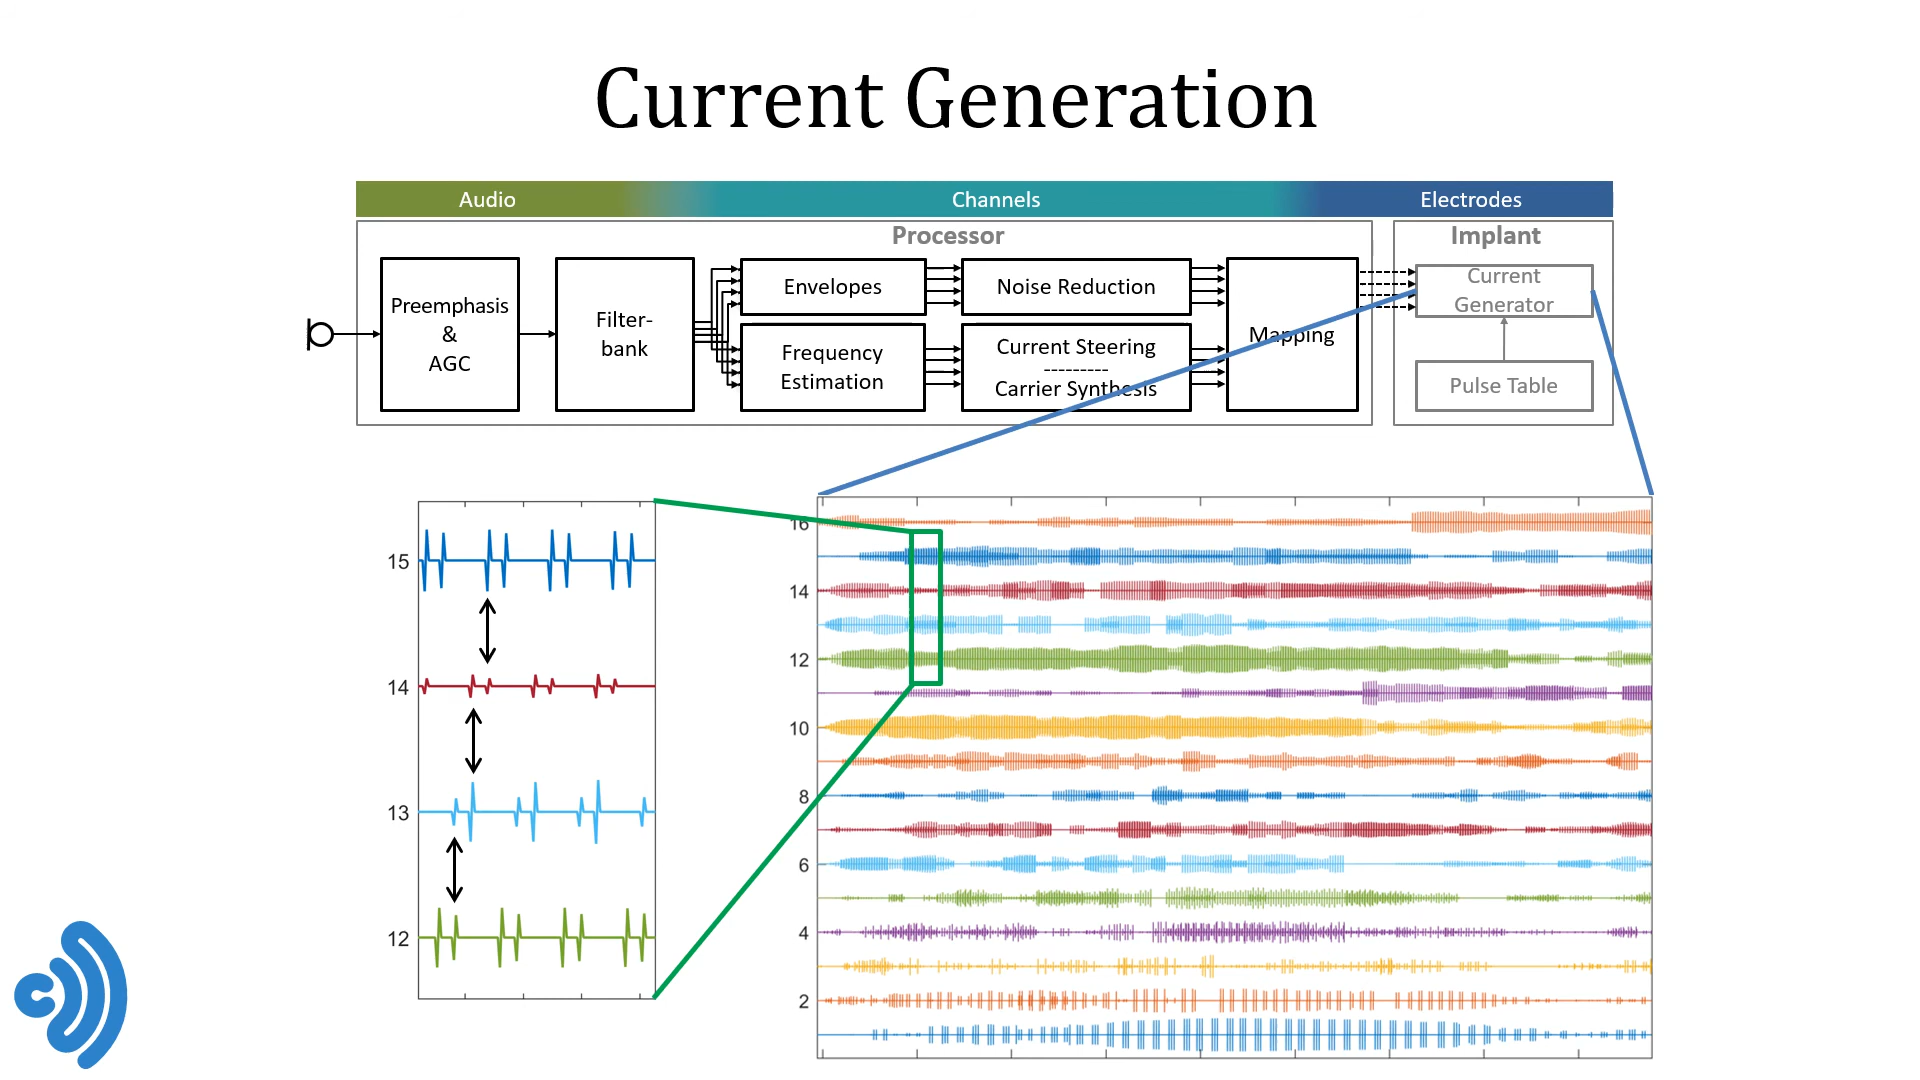 Current Generation
Audio
Channels
Electrodes
Processor
Implant
Preemphasis
&
AGC
Filter-
bank
Envelopes
Frequency
Estimation
Noise Reduction
Current Steering
---------
Carrier Synthesis
Mapping
Current
Generator
Pulse Table
15
14
13
12
16
14
12
10
8
6
4
2